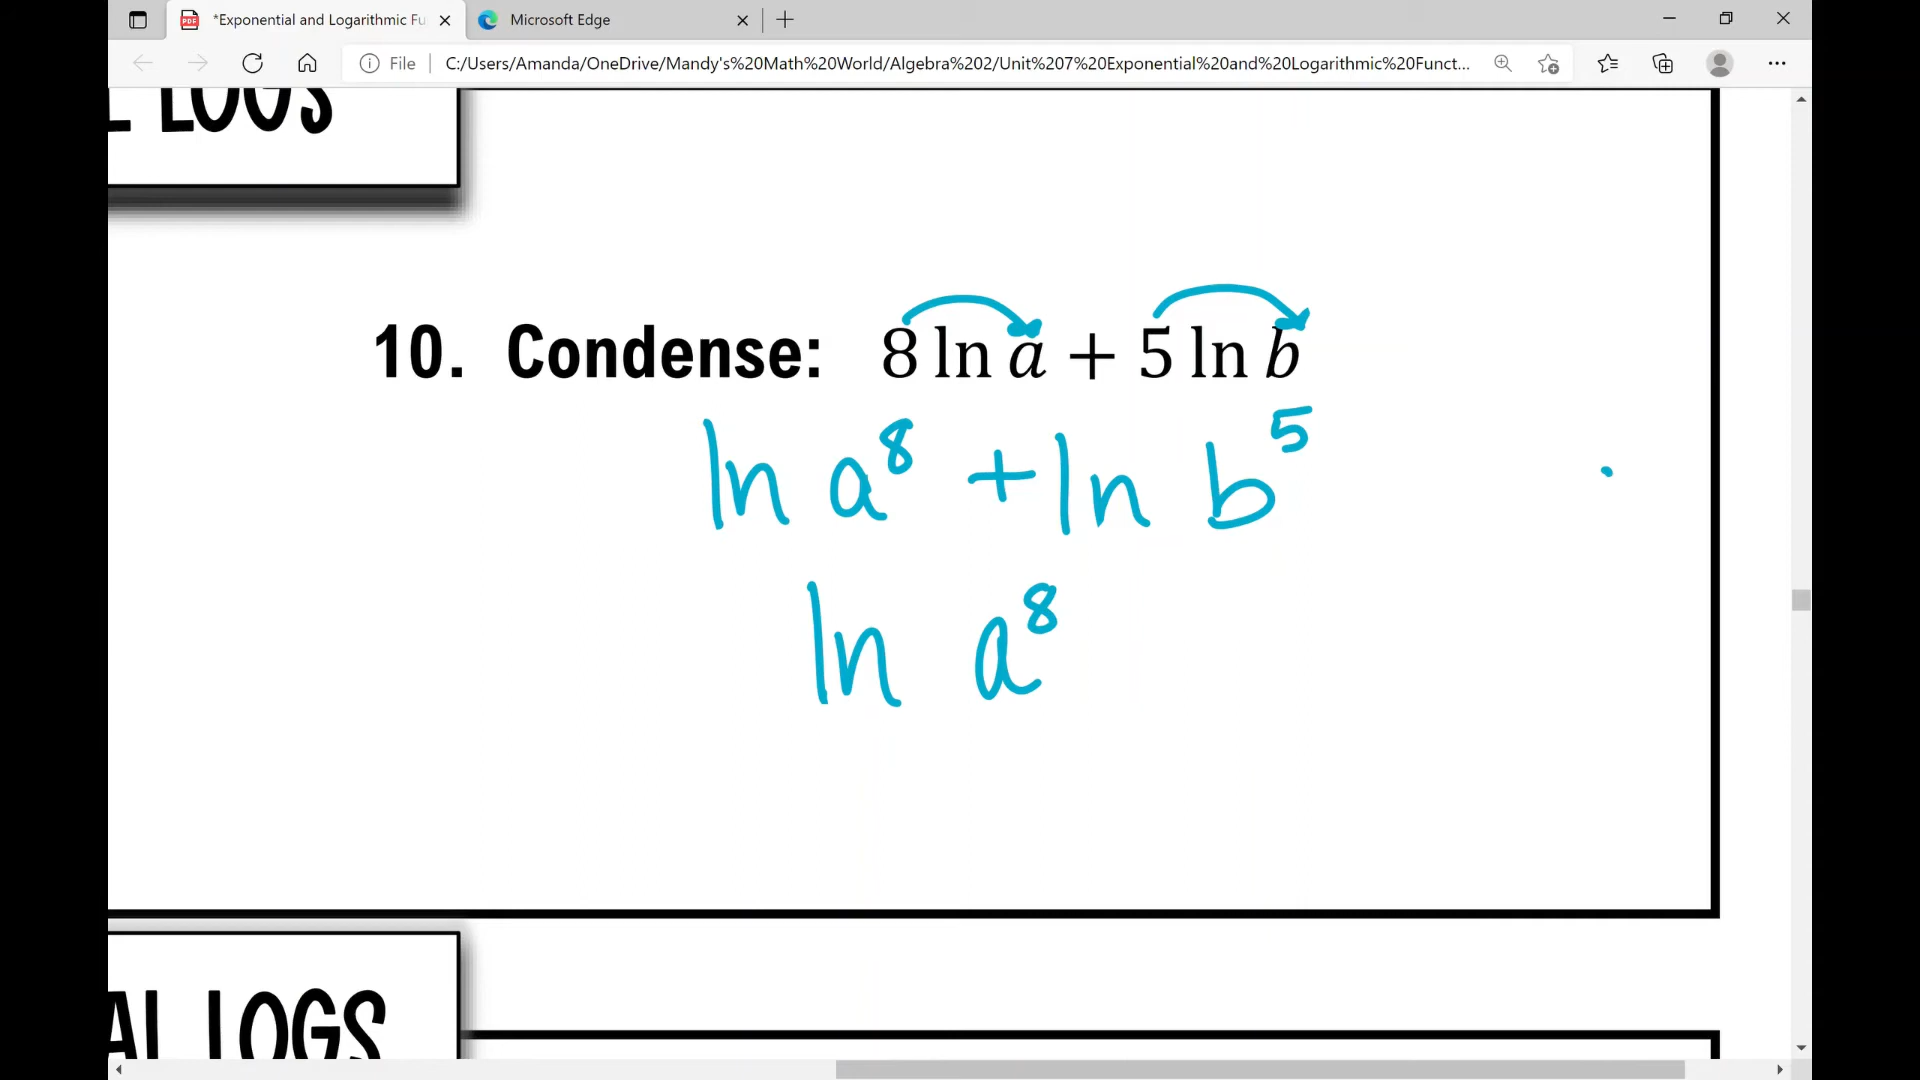 *Exponential and Logarithmic Fu
Microsoft Edge
File C:/Users/Amanda/OneDrive/Mandy's%20Math%20World/Algebra%202/Unit%207%20Exponential%20and%20Logarithmic%20Funct...
L LOGS
10. Condense: 8 ln a + 5 ln b
ln a⁸ + ln b⁵
ln a⁸
AL LOGS